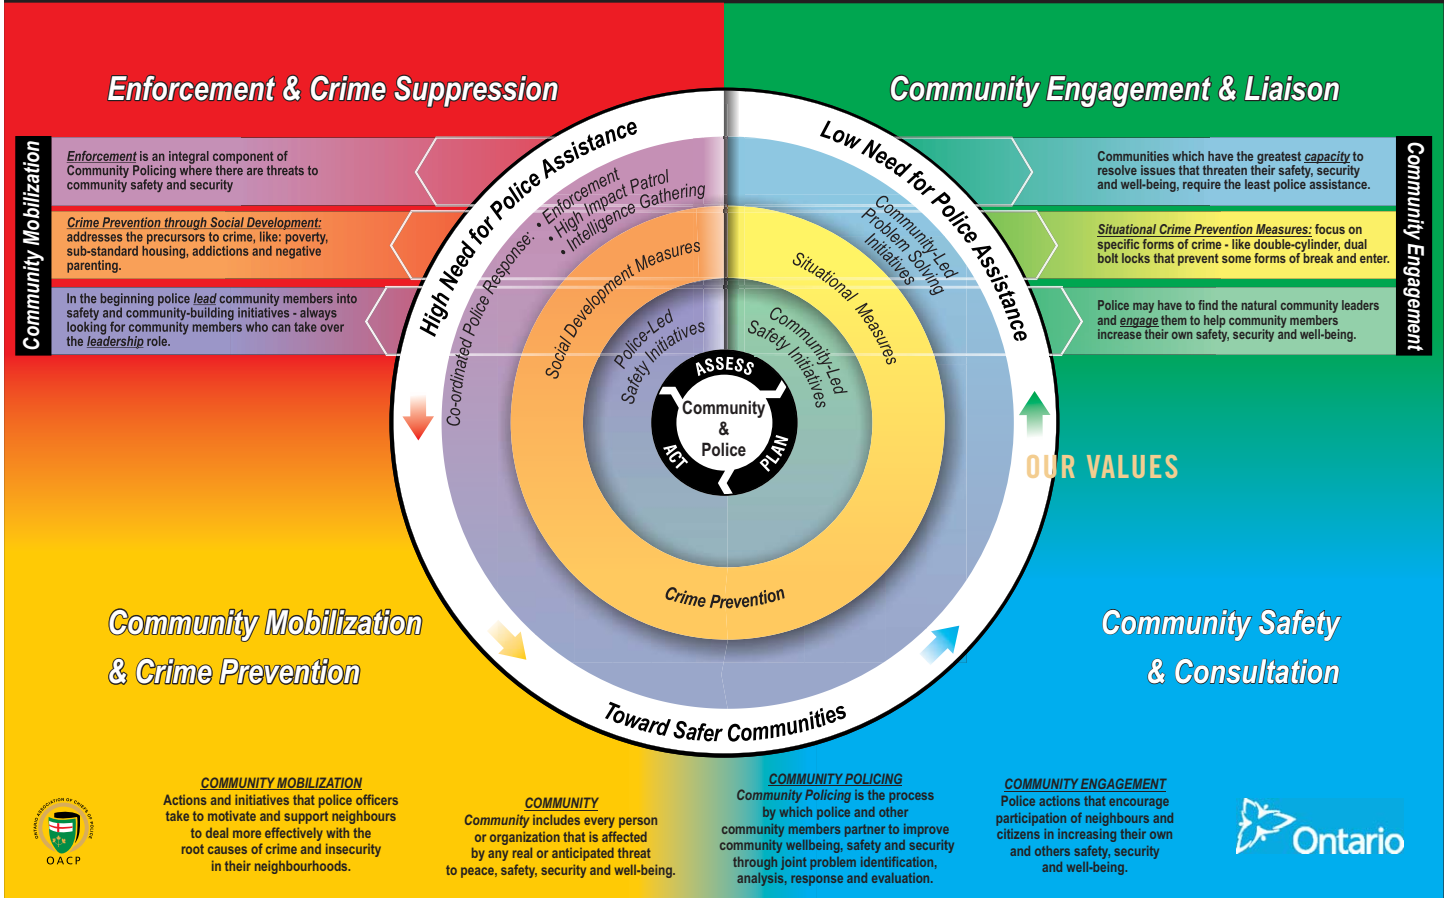 Enforcement & Crime Suppression
Community Engagement & Liaison
Community Mobilization
Enforcement is an integral component of
Community Policing where there are threats to
community safety and security
Crime Prevention through Social Development:
addresses the precursors to crime, like: poverty,
sub-standard housing, addictions and negative
parenting.
In the beginning police lead community members into
safety and community-building initiatives - always
looking for community members who can take over
the leadership role.
High Need for Police Assistance
Low Need for Police Assistance
Co-ordinated Police Response:
• Enforcement
• High Impact Patrol
• Intelligence Gathering
Social Development Measures
Police-Led
Safety Initiatives
Community-Led
Problem Solving
Initiatives
Situational Measures
Community-Led
Safety Initiatives
ASSESS
PLAN
ACT
Community
&
Police
Crime Prevention
Toward Safer Communities
Communities which have the greatest capacity to
resolve issues that threaten their safety, security
and well-being, require the least police assistance.
Situational Crime Prevention Measures: focus on
specific forms of crime - like double-cylinder, dual
bolt locks that prevent some forms of break and enter.
Police may have to find the natural community leaders
and engage them to help community members
increase their own safety, security and well-being.
Community Engagement
OUR VALUES
Community Mobilization
& Crime Prevention
Community Safety
& Consultation
ONTARIO ASSOCIATION OF CHIEFS OF POLICE
OACP
COMMUNITY MOBILIZATION
Actions and initiatives that police officers
take to motivate and support neighbours
to deal more effectively with the
root causes of crime and insecurity
in their neighbourhoods.
COMMUNITY
Community includes every person
or organization that is affected
by any real or anticipated threat
to peace, safety, security and well-being.
COMMUNITY POLICING
Community Policing is the process
by which police and other
community members partner to improve
community wellbeing, safety and security
through joint problem identification,
analysis, response and evaluation.
COMMUNITY ENGAGEMENT
Police actions that encourage
participation of neighbours and
citizens in increasing their own
and others safety, security
and well-being.
Ontario